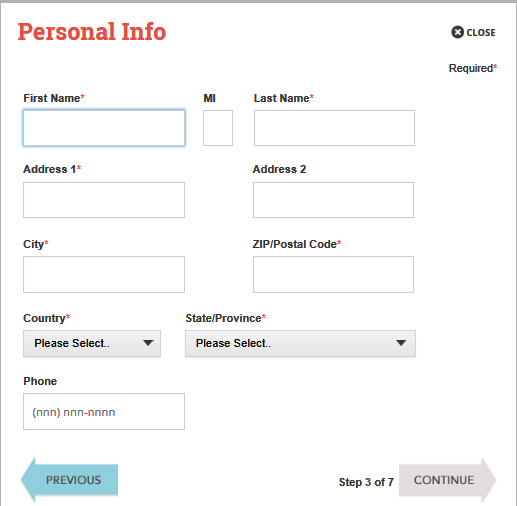 Personal Info
CLOSE
Required*
First Name* MI Last Name*
Address 1* Address 2
City* ZIP/Postal Code*
Country* State/Province*
Please Select.. Please Select..
Phone
(nnn) nnn-nnnn
PREVIOUS Step 3 of 7 CONTINUE